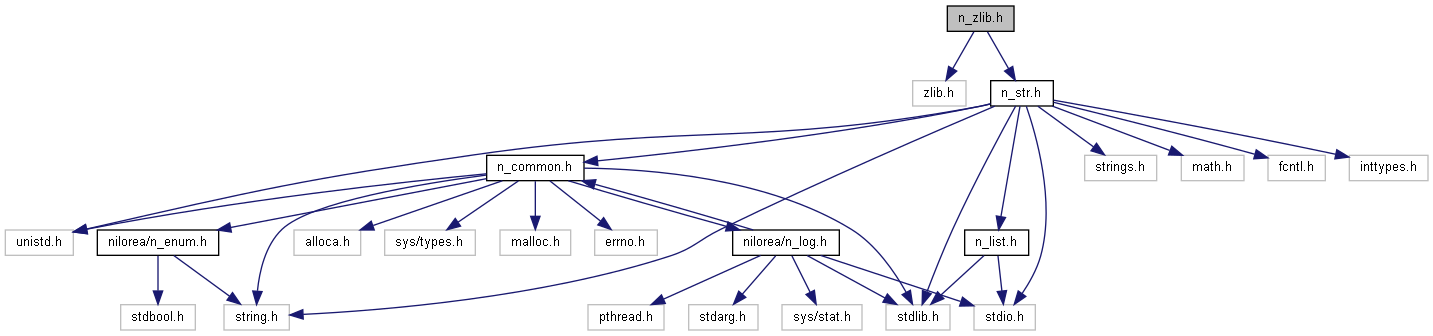 n_zlib.h
zlib.h
n_str.h
n_common.h
strings.h
math.h
fcntl.h
inttypes.h
unistd.h
nilorea/n_enum.h
alloca.h
sys/types.h
malloc.h
errno.h
nilorea/n_log.h
n_list.h
stdbool.h
string.h
pthread.h
stdarg.h
sys/stat.h
stdlib.h
stdio.h